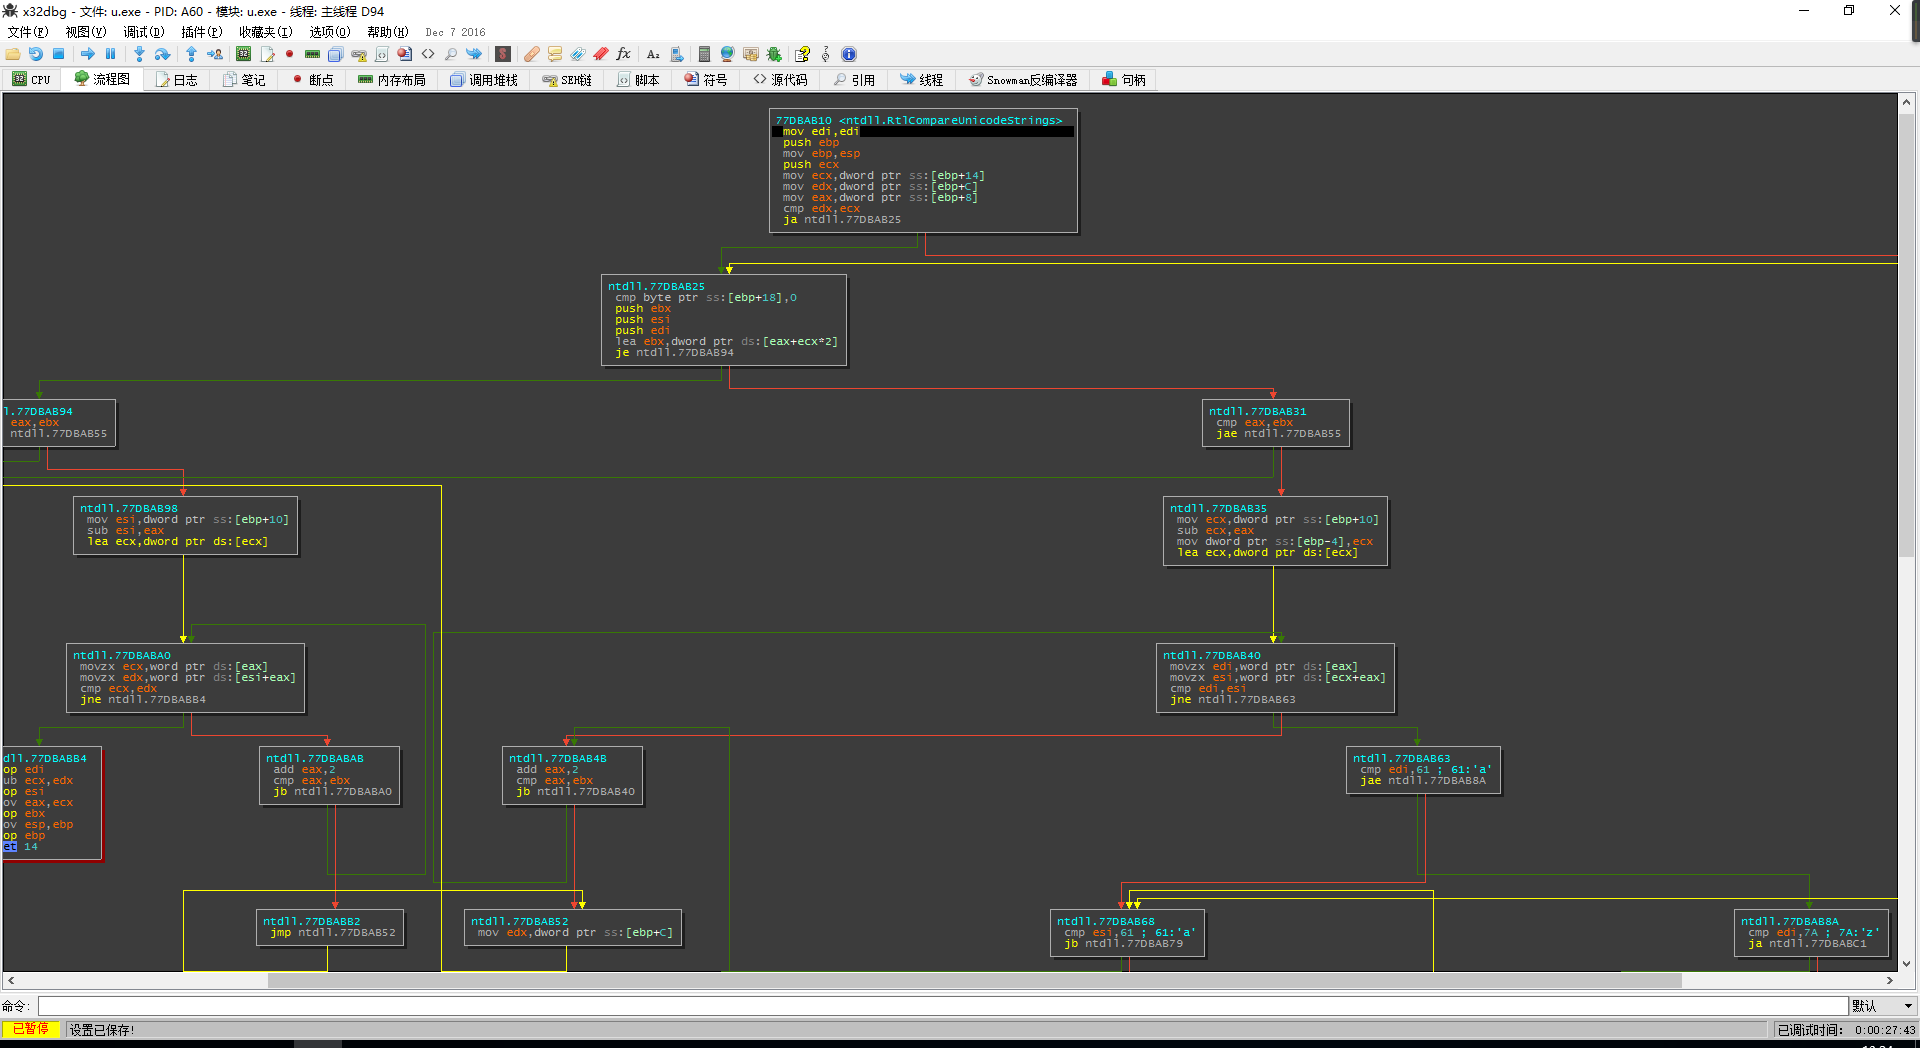 x32dbg - 文件: u.exe - PID: A60 - 模块: u.exe - 线程: 主线程 D94
文件(F) 视图(V) 调试(D) 插件(P) 收藏夹(I) 选项(O) 帮助(H) Dec 7 2016
CPU 流程图 日志 笔记 断点 内存布局 调用堆栈 SEH链 脚本 符号 源代码 引用 线程 Snowman反编译器 句柄
77DBAB10 <ntdll.RtlCompareUnicodeStrings>
mov edi,edi
push ebp
mov ebp,esp
push ecx
mov ecx,dword ptr ss:[ebp+14]
mov edx,dword ptr ss:[ebp+C]
mov eax,dword ptr ss:[ebp+8]
cmp edx,ecx
ja ntdll.77DBAB25
ntdll.77DBAB25
cmp byte ptr ss:[ebp+18],0
push ebx
push esi
push edi
lea ebx,dword ptr ds:[eax+ecx*2]
je ntdll.77DBAB94
l.77DBAB94
eax,ebx
ntdll.77DBAB55
ntdll.77DBAB31
cmp eax,ebx
jae ntdll.77DBAB55
ntdll.77DBAB98
mov esi,dword ptr ss:[ebp+10]
sub esi,eax
lea ecx,dword ptr ds:[ecx]
ntdll.77DBAB35
mov ecx,dword ptr ss:[ebp+10]
sub ecx,eax
mov dword ptr ss:[ebp-4],ecx
lea ecx,dword ptr ds:[ecx]
ntdll.77DBABA0
movzx ecx,word ptr ds:[eax]
movzx edx,word ptr ds:[esi+eax]
cmp ecx,edx
jne ntdll.77DBABB4
ntdll.77DBAB40
movzx edi,word ptr ds:[eax]
movzx esi,word ptr ds:[ecx+eax]
cmp edi,esi
jne ntdll.77DBAB63
dll.77DBABB4
op edi
ub ecx,edx
op esi
ov eax,ecx
op ebx
ov esp,ebp
op ebp
et 14
ntdll.77DBABAB
add eax,2
cmp eax,ebx
jb ntdll.77DBABA0
ntdll.77DBAB4B
add eax,2
cmp eax,ebx
jb ntdll.77DBAB40
ntdll.77DBAB63
cmp edi,61 ; 61:'a'
jae ntdll.77DBAB8A
ntdll.77DBABB2
jmp ntdll.77DBAB52
ntdll.77DBAB52
mov edx,dword ptr ss:[ebp+C]
ntdll.77DBAB68
cmp esi,61 ; 61:'a'
jb ntdll.77DBAB79
ntdll.77DBAB8A
cmp edi,7A ; 7A:'z'
ja ntdll.77DBABC1
命令: 默认
已暂停 设置已保存! 已调试时间: 0:00:27:43